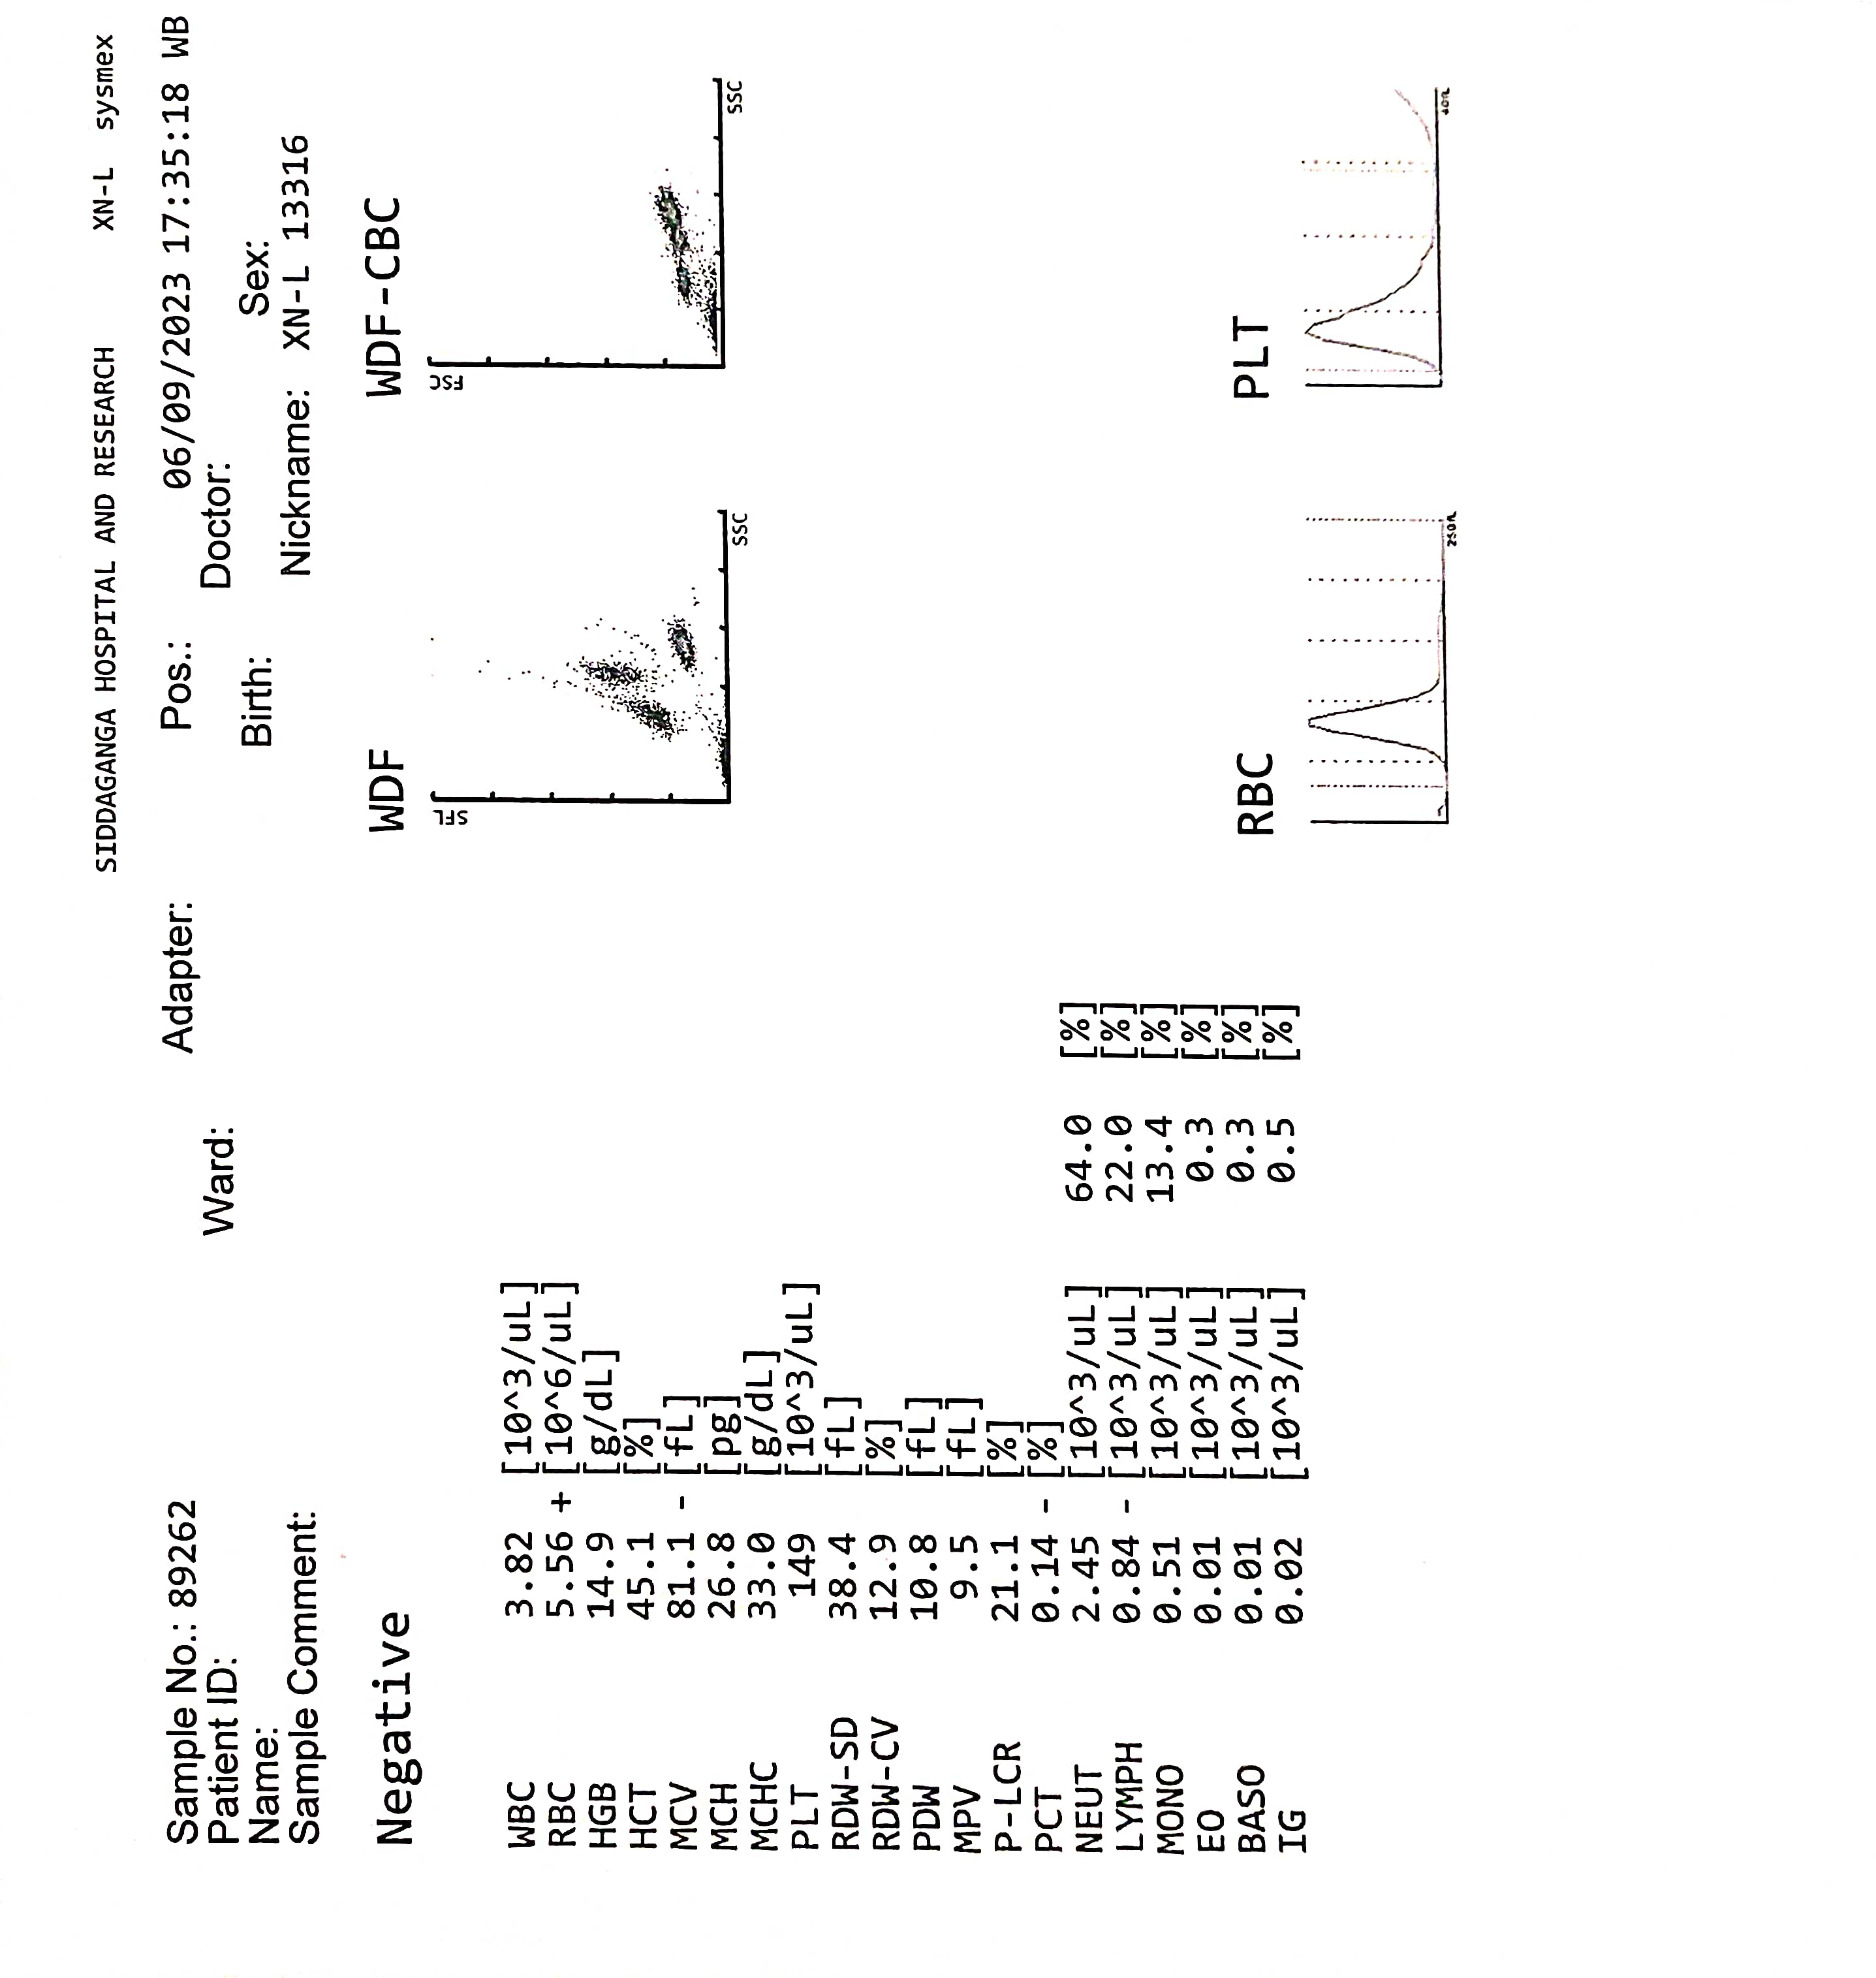 SIDDAGANGA HOSPITAL AND RESEARCH XN-L sysmex
Sample No.: 89262 Adapter: Pos.: 06/09/2023 17:35:18 WB
Patient ID: Ward: Doctor:
Name: Birth: Sex:
Sample Comment: Nickname: XN-L 13316
Negative
WDF WDF-CBC
SFL FSC
SSC SSC
WBC 3.82 [10^3/uL]
RBC 5.56 + [10^6/uL]
HGB 14.9 [g/dL]
HCT 45.1 [%]
MCV 81.1 - [fL]
MCH 26.8 [pg]
MCHC 33.0 [g/dL]
PLT 149 [10^3/uL]
RDW-SD 38.4 [fL]
RDW-CV 12.9 [%]
PDW 10.8 [fL]
MPV 9.5 [fL]
P-LCR 21.1 [%]
PCT 0.14 - [%]
NEUT 2.45 [10^3/uL] 64.0 [%]
LYMPH 0.84 - [10^3/uL] 22.0 [%]
MONO 0.51 [10^3/uL] 13.4 [%]
EO 0.01 [10^3/uL] 0.3 [%]
BASO 0.01 [10^3/uL] 0.3 [%]
IG 0.02 [10^3/uL] 0.5 [%]
RBC PLT
250fL 40fL